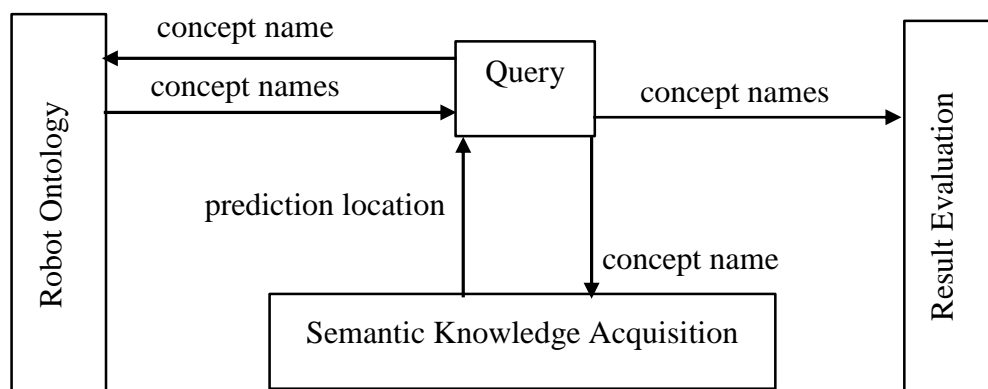 concept name
Query
concept names
concept names
Robot Ontology
Result Evaluation
prediction location
concept name
Semantic Knowledge Acquisition